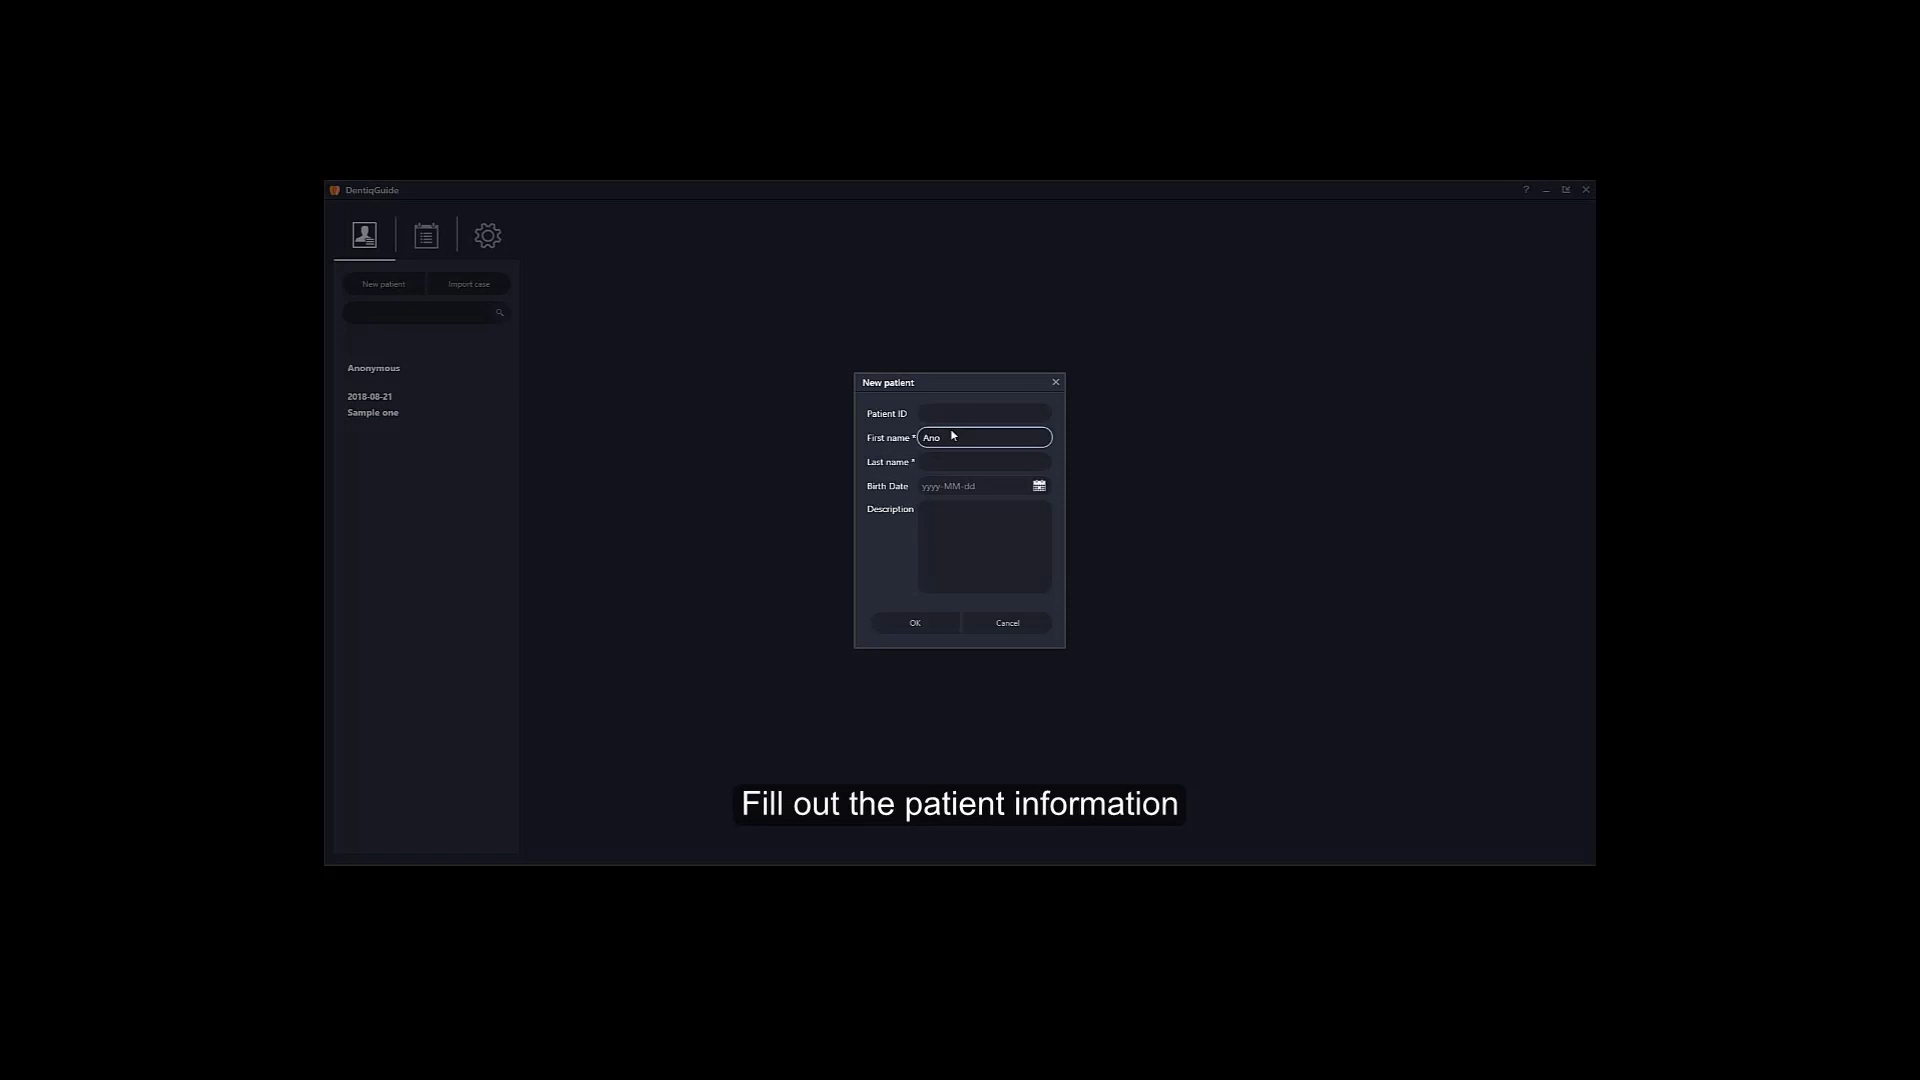 DentiqGuide
?
New patient
Import case
Anonymous
2018-08-21
Sample one
New patient
Patient ID
First name * Ano
Last name *
Birth Date yyyy-MM-dd
Description
OK
Cancel
Fill out the patient information